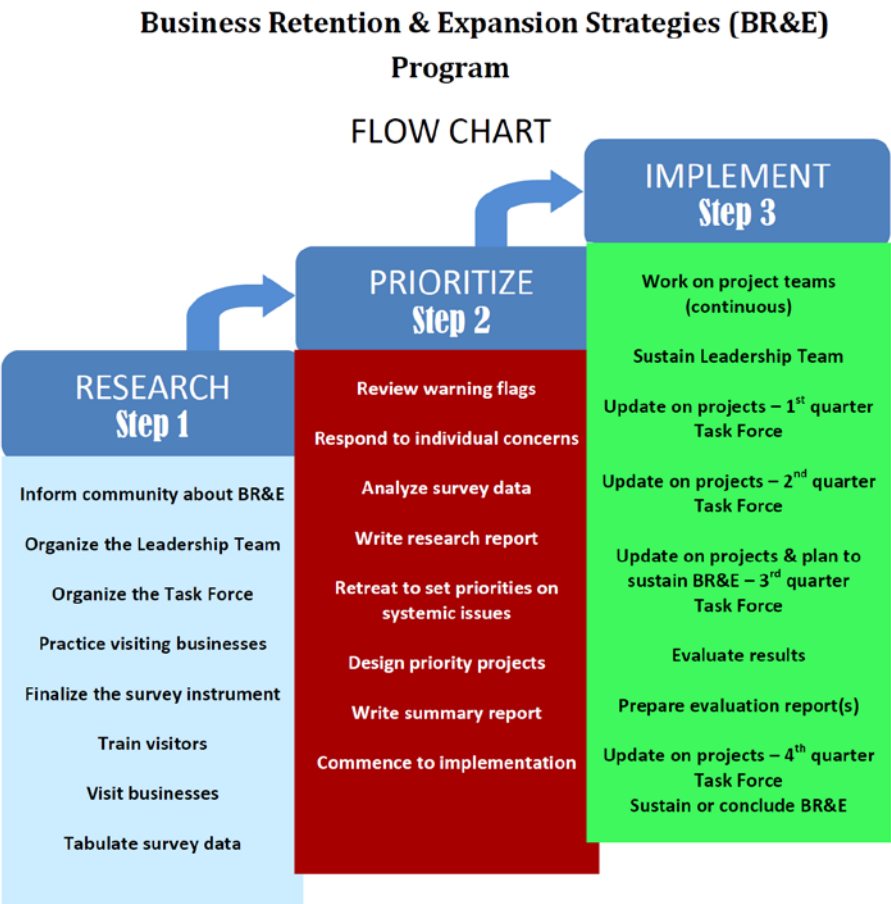 Business Retention & Expansion Strategies (BR&E)
Program
FLOW CHART
RESEARCH
Step 1
Inform community about BR&E
Organize the Leadership Team
Organize the Task Force
Practice visiting businesses
Finalize the survey instrument
Train visitors
Visit businesses
Tabulate survey data
PRIORITIZE
Step 2
Review warning flags
Respond to individual concerns
Analyze survey data
Write research report
Retreat to set priorities on
systemic issues
Design priority projects
Write summary report
Commence to implementation
IMPLEMENT
Step 3
Work on project teams
(continuous)
Sustain Leadership Team
Update on projects – 1st quarter
Task Force
Update on projects – 2nd quarter
Task Force
Update on projects & plan to
sustain BR&E – 3rd quarter
Task Force
Evaluate results
Prepare evaluation report(s)
Update on projects – 4th quarter
Task Force
Sustain or conclude BR&E